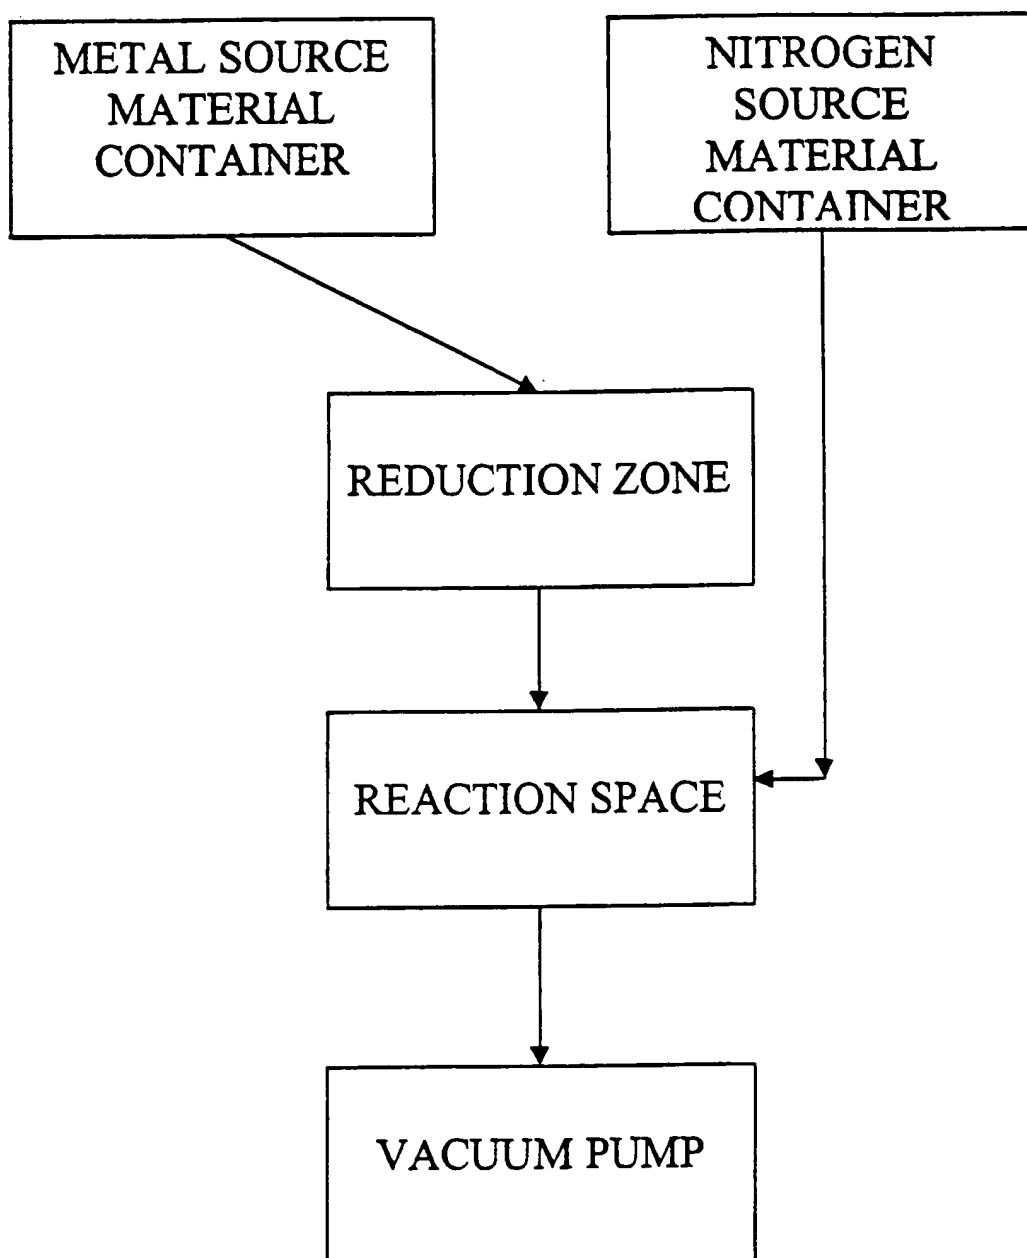 METAL SOURCE
MATERIAL
CONTAINER
NITROGEN
SOURCE
MATERIAL
CONTAINER
REDUCTION ZONE
REACTION SPACE
VACUUM PUMP